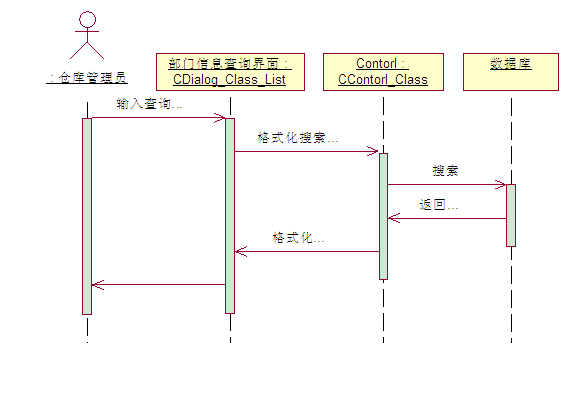 : 仓库管理员
部门信息查询界面 :
CDialog_Class_List
Contorl :
CContorl_Class
数据库
输入查询...
格式化搜索...
搜索
返回...
格式化...